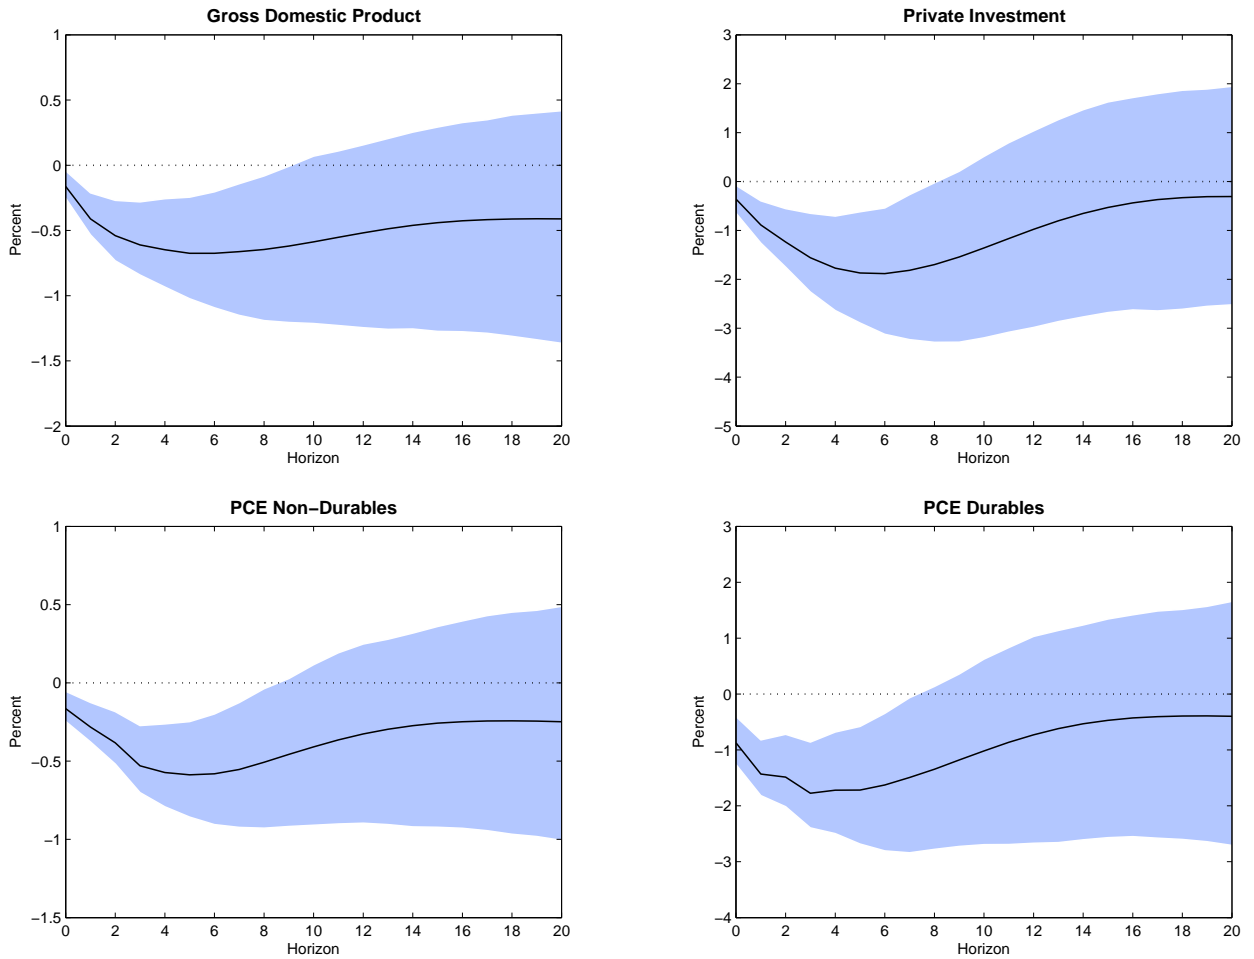 Gross Domestic Product
1
0.5
0
−0.5
−1
−1.5
−2
Percent
0 2 4 6 8 10 12 14 16 18 20
Horizon
Private Investment
3
2
1
0
−1
−2
−3
−4
−5
Percent
0 2 4 6 8 10 12 14 16 18 20
Horizon
PCE Non−Durables
1
0.5
0
−0.5
−1
−1.5
Percent
0 2 4 6 8 10 12 14 16 18 20
Horizon
PCE Durables
3
2
1
0
−1
−2
−3
−4
Percent
0 2 4 6 8 10 12 14 16 18 20
Horizon